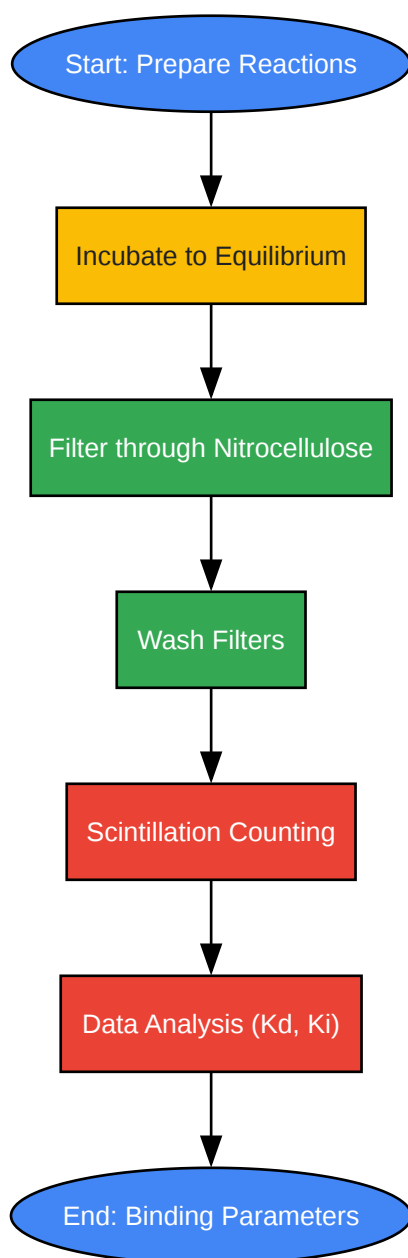 Start: Prepare Reactions
Incubate to Equilibrium
Filter through Nitrocellulose
Wash Filters
Scintillation Counting
Data Analysis (Kd, Ki)
End: Binding Parameters